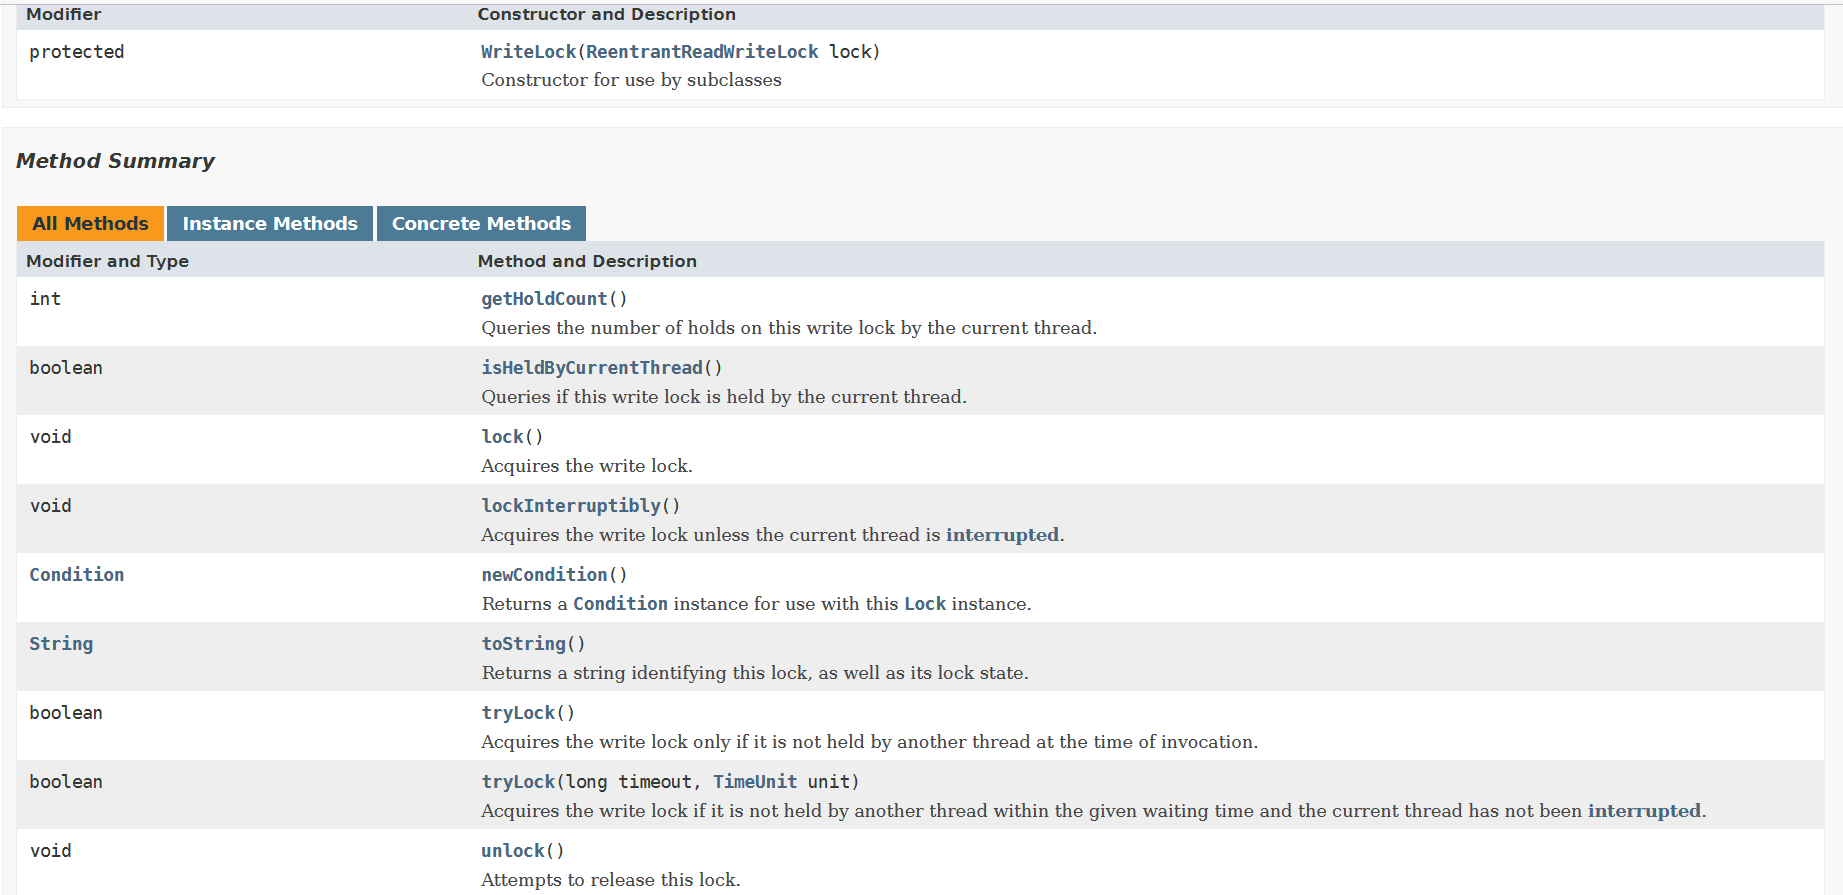 Modifier Constructor and Description
protected WriteLock(ReentrantReadWriteLock lock)
Constructor for use by subclasses
Method Summary
All Methods Instance Methods Concrete Methods
Modifier and Type Method and Description
int getHoldCount()
Queries the number of holds on this write lock by the current thread.
boolean isHeldByCurrentThread()
Queries if this write lock is held by the current thread.
void lock()
Acquires the write lock.
void lockInterruptibly()
Acquires the write lock unless the current thread is interrupted.
Condition newCondition()
Returns a Condition instance for use with this Lock instance.
String toString()
Returns a string identifying this lock, as well as its lock state.
boolean tryLock()
Acquires the write lock only if it is not held by another thread at the time of invocation.
boolean tryLock(long timeout, TimeUnit unit)
Acquires the write lock if it is not held by another thread within the given waiting time and the current thread has not been interrupted.
void unlock()
Attempts to release this lock.